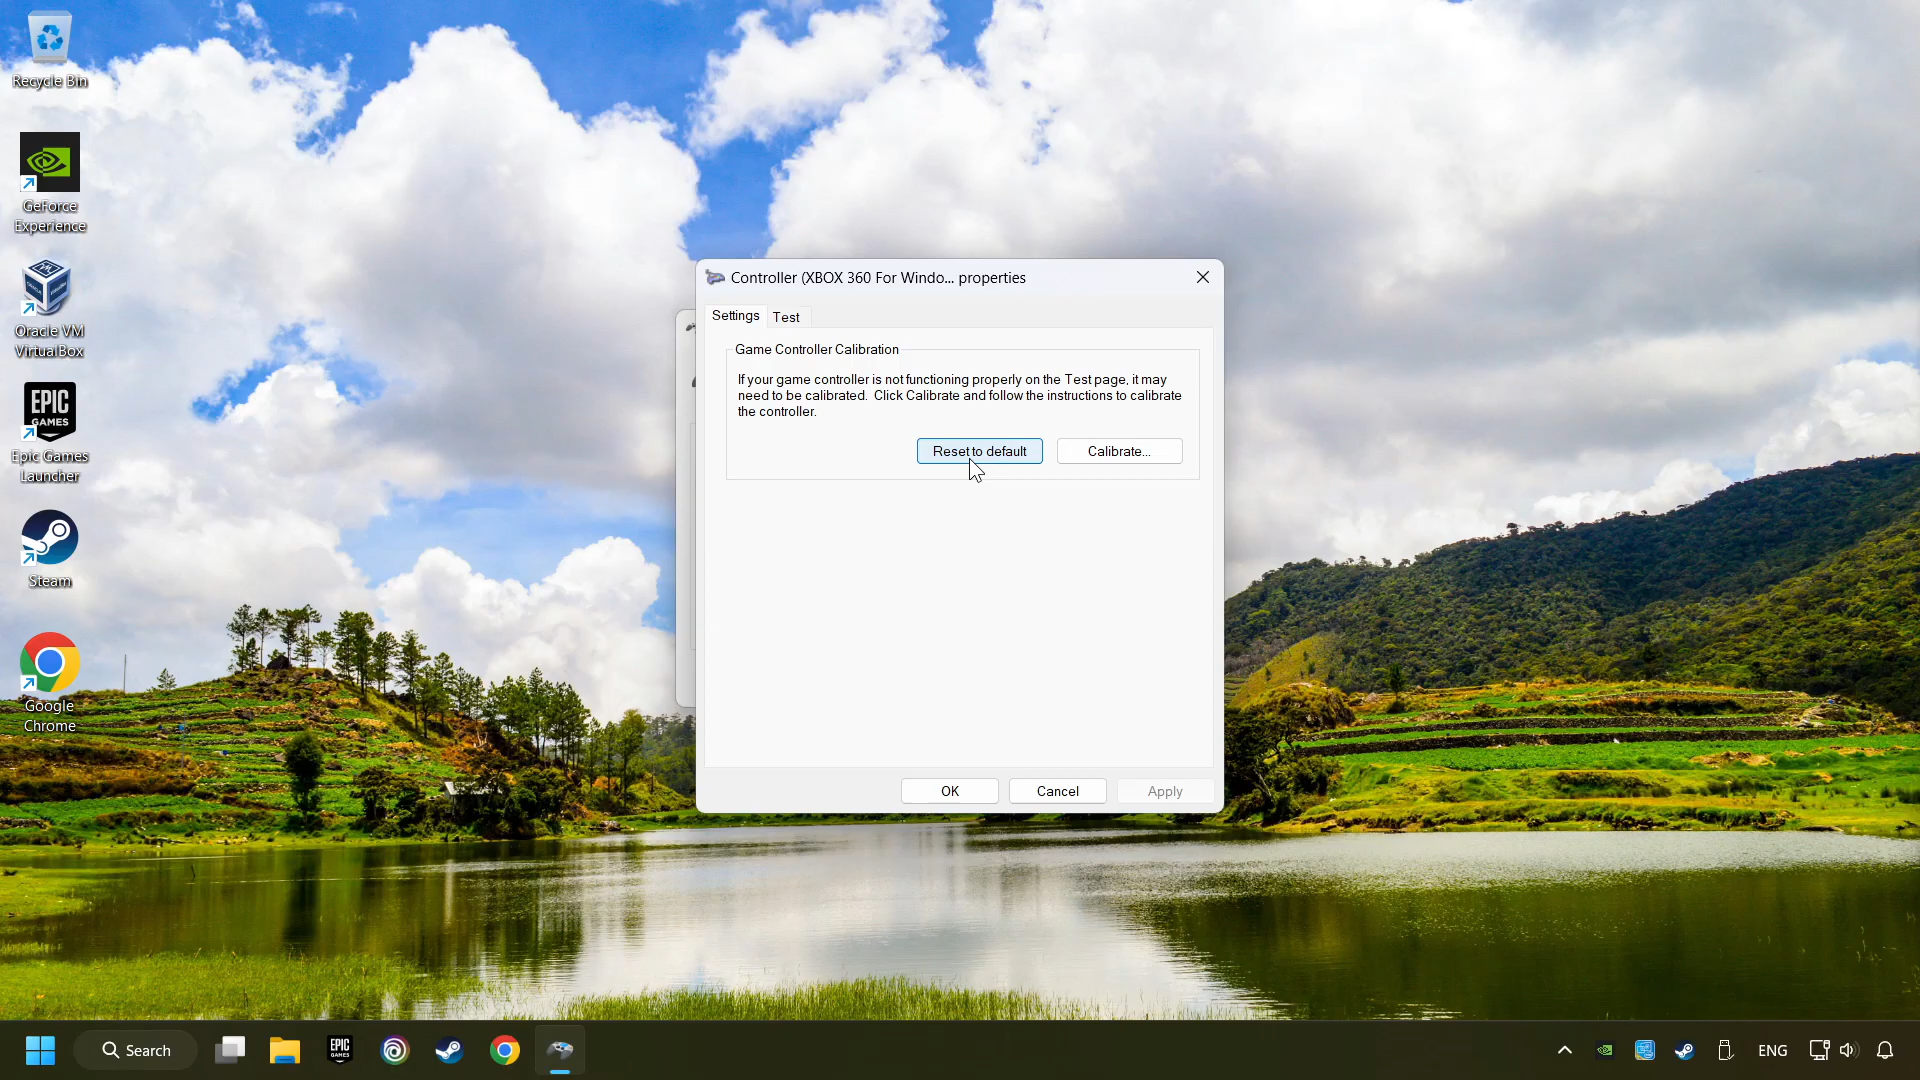 Recycle Bin
GeForce
Experience
Oracle VM
VirtualBox
EPIC
GAMES
Epic Games
Launcher
Steam
Google
Chrome
Controller (XBOX 360 For Windo... properties
Settings
Test
Game Controller Calibration
If your game controller is not functioning properly on the Test page, it may
need to be calibrated. Click Calibrate and follow the instructions to calibrate
the controller.
Reset to default
Calibrate...
OK
Cancel
Apply
Search
EPIC
GAMES
ENG